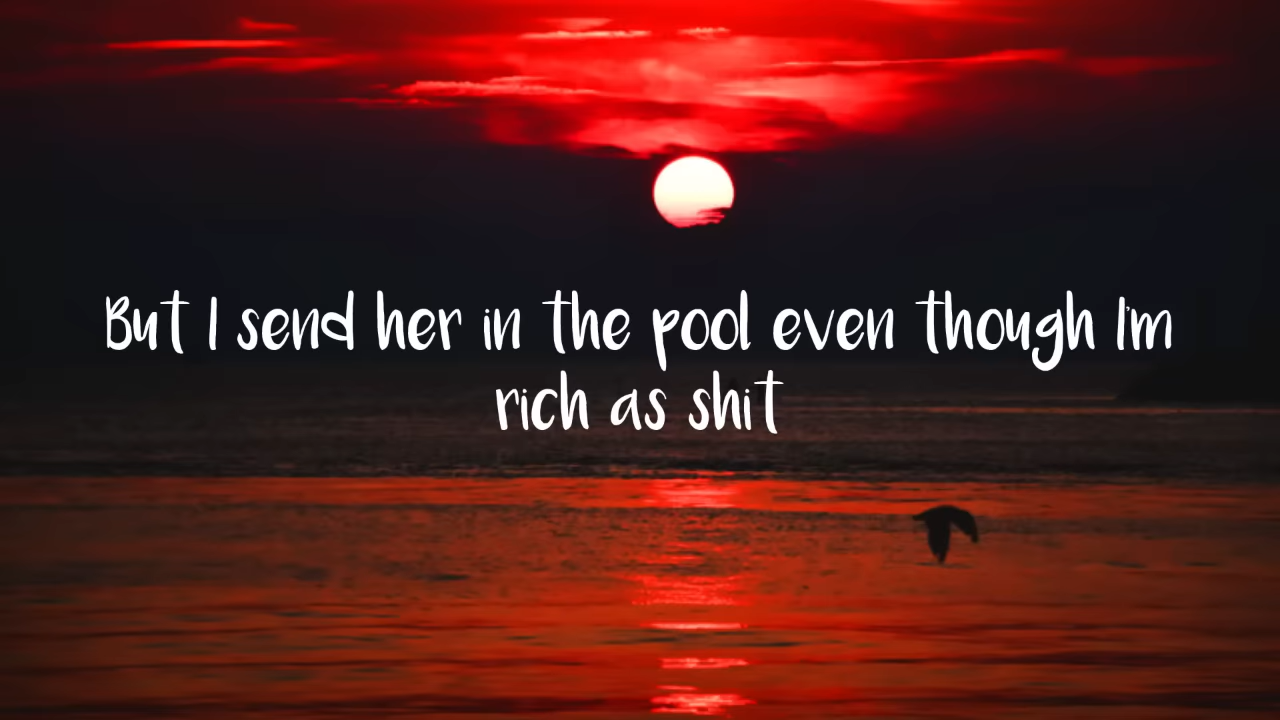 But I send her in the pool even though I'm
rich as shit